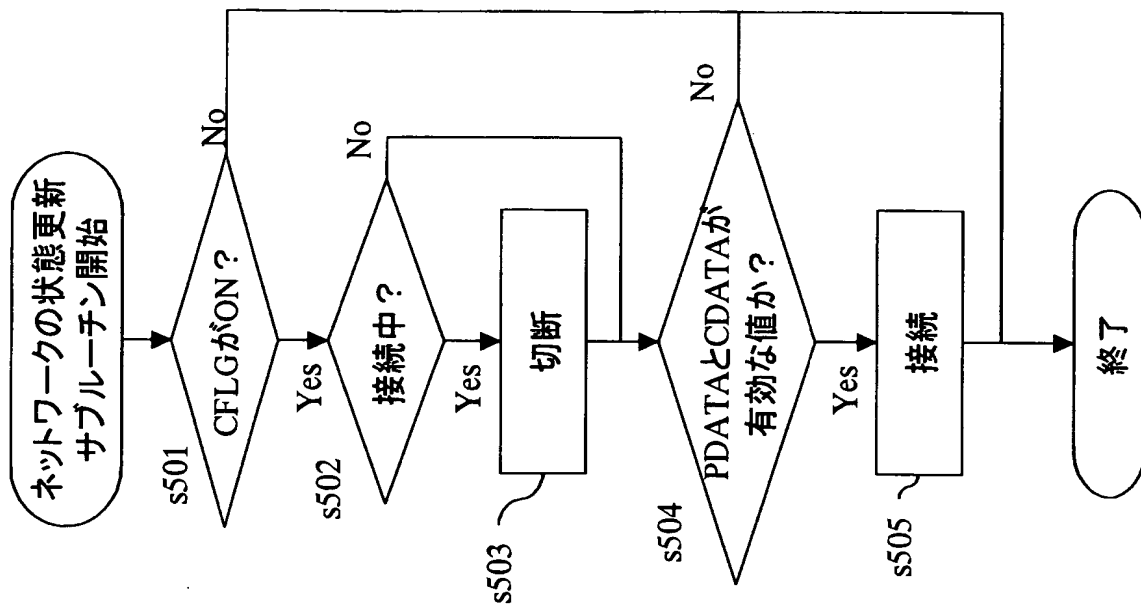 ネットワークの状態更新
サブルーチン開始
s501
CFLGがON？
No
Yes
s502
接続中？
No
Yes
s503
切断
s504
PDATAとCDATAが
有効な値か？
No
Yes
s505
接続
終了